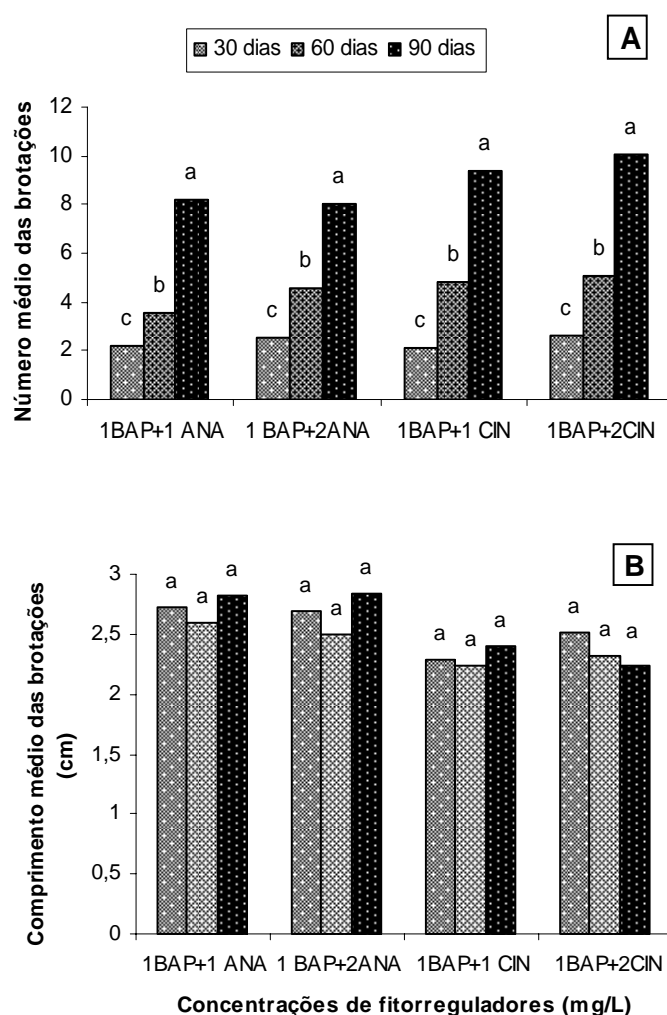 A
30 dias 60 dias 90 dias
Número médio das brotações
12
10
8
6
4
2
0
c b a c b a c b a c b a
1BAP+1 ANA 1 BAP+2ANA 1BAP+1 CIN 1BAP+2CIN
B
Comprimento médio das brotações
(cm)
3
2,5
2
1,5
1
0,5
0
a a a a a a a a a a a a
1BAP+1 ANA 1 BAP+2ANA 1BAP+1 CIN 1BAP+2CIN
Concentrações de fitorreguladores (mg/L)